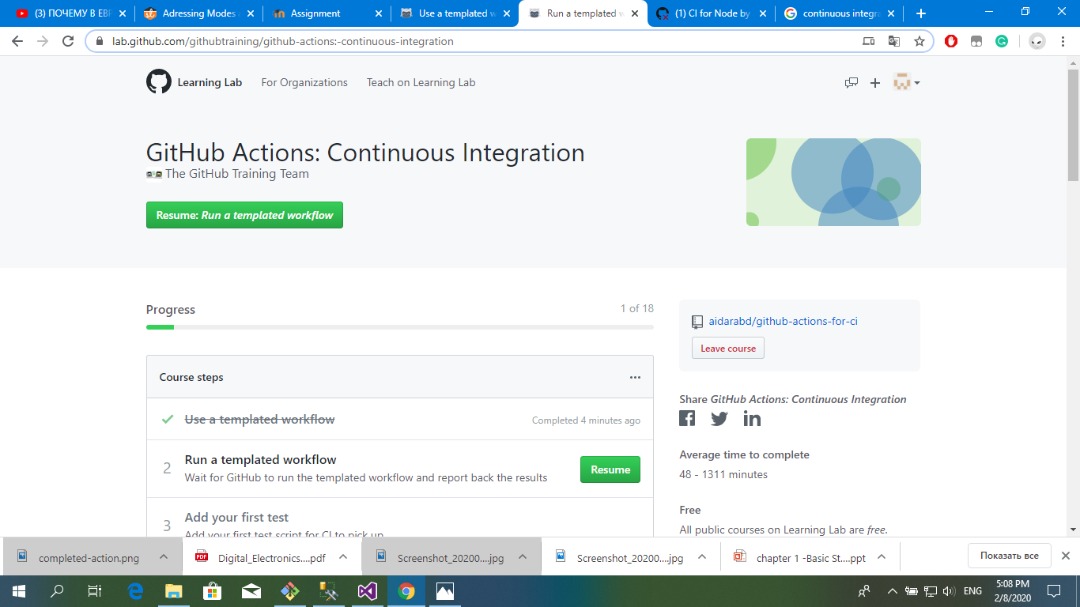 (3) ПОЧЕМУ В ЕВР
Adressing Modes
Assignment
Use a templated w
Run a templated w
(1) CI for Node by
continuous integra
lab.github.com/githubtraining/github-actions:-continuous-integration
Learning Lab
For Organizations
Teach on Learning Lab
GitHub Actions: Continuous Integration
The GitHub Training Team
Resume: Run a templated workflow
Progress
1 of 18
aidarabd/github-actions-for-ci
Leave course
Course steps
Use a templated workflow
Completed 4 minutes ago
2
Run a templated workflow
Wait for GitHub to run the templated workflow and report back the results
Resume
3
Add your first test
Add your first test script for CI to pick up
Share GitHub Actions: Continuous Integration
Average time to complete
48 - 1311 minutes
Free
All public courses on Learning Lab are free.
completed-action.png
PDF
Digital_Electronics....pdf
Screenshot_20200....jpg
Screenshot_20200....jpg
chapter 1 -Basic St....ppt
Показать все
ENG
5:08 PM
2/8/2020